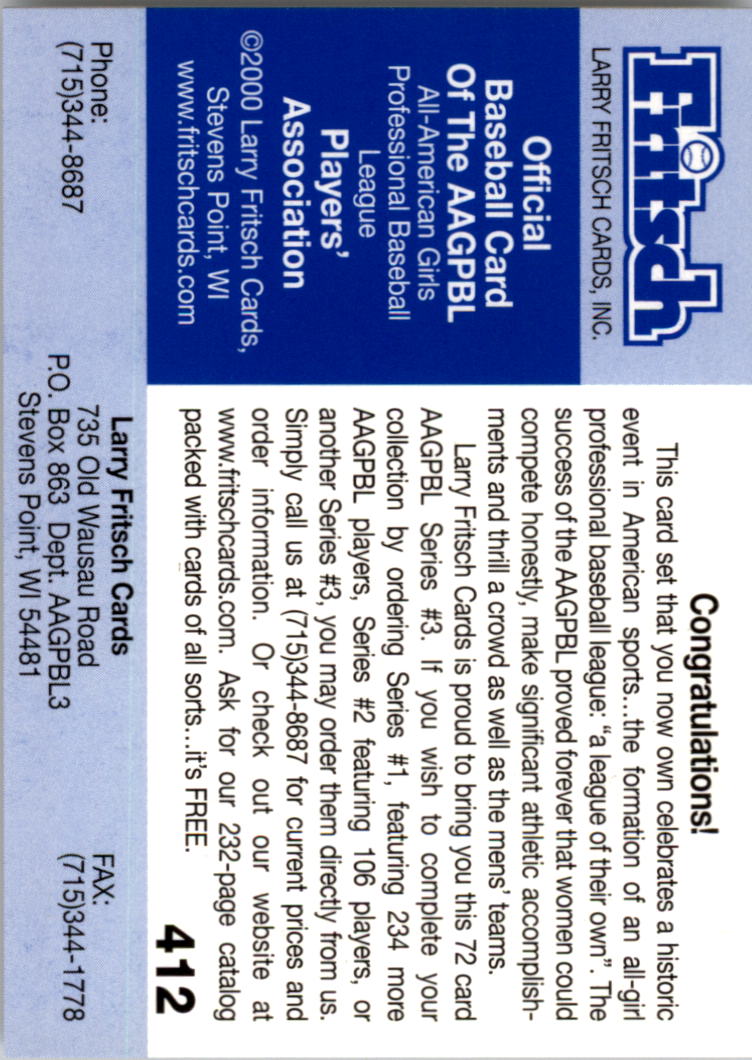 Fritsch
LARRY FRITSCH CARDS, INC.
Official
Baseball Card
Of The AAGPBL
All-American Girls
Professional Baseball
League
Players'
Association
©2000 Larry Fritsch Cards,
Stevens Point, WI
www.fritschcards.com
Congratulations!
This card set that you now own celebrates a historic
event in American sports...the formation of an all-girl
professional baseball league: “a league of their own”. The
success of the AAGPBL proved forever that women could
compete honestly, make significant athletic accomplish-
ments and thrill a crowd as well as the mens’ teams.
Larry Fritsch Cards is proud to bring you this 72 card
AAGPBL Series #3. If you wish to complete your
collection by ordering Series #1, featuring 234 more
AAGPBL players, Series #2 featuring 106 players, or
another Series #3, you may order them directly from us.
Simply call us at (715)344-8687 for current prices and
order information. Or check out our website at
www.fritschcards.com. Ask for our 232-page catalog
packed with cards of all sorts...it's FREE.
412
Phone:
(715)344-8687
Larry Fritsch Cards
735 Old Wausau Road
P.O. Box 863 Dept. AAGPBL3
Stevens Point, WI 54481
FAX:
(715)344-1778